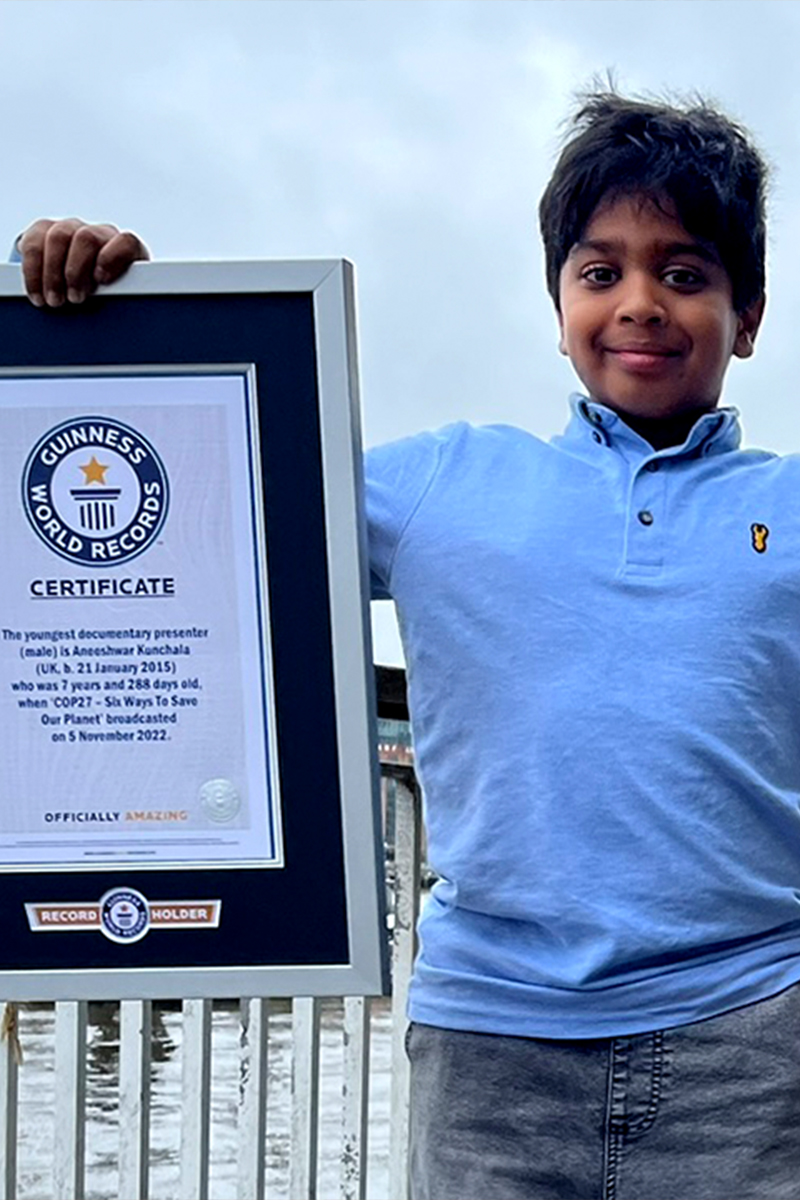 GUINNESS
WORLD RECORDS
CERTIFICATE
The youngest documentary presenter
(male) is Aneeshwar Kunchala
(UK, b. 21 January 2015)
who was 7 years and 288 days old,
when 'COP27 – Six Ways To Save
Our Planet' broadcasted
on 5 November 2022.
OFFICIALLY AMAZING
RECORD HOLDER